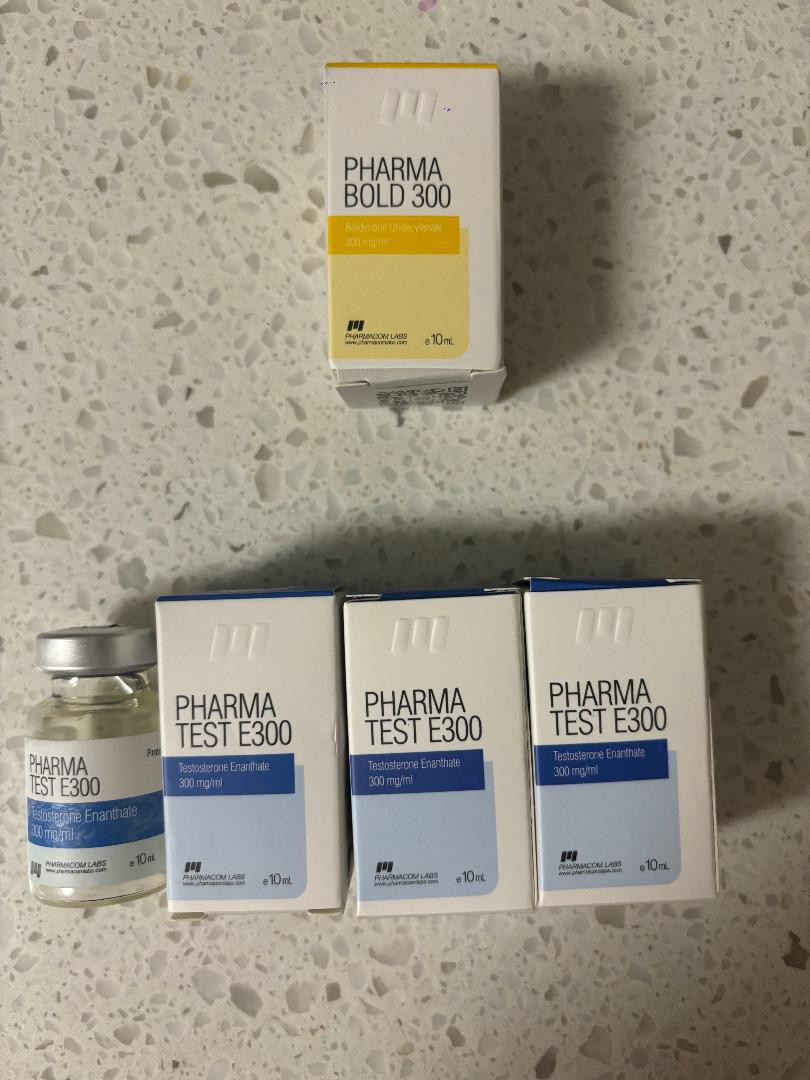 PHARMA
BOLD 300
Boldenone Undecylenate
300 mg/ml
PHARMACOM LABS
www.pharmacomlabs.com
e 10 mL
PHARMA
TEST E300
Testosterone Enanthate
300 mg/ml
PHARMACOM LABS
www.pharmacomlabs.com
e 10 mL
PHARMA
TEST E300
Testosterone Enanthate
300 mg/ml
PHARMACOM LABS
www.pharmacomlabs.com
e 10 mL
PHARMA
TEST E300
Testosterone Enanthate
300 mg/ml
PHARMACOM LABS
www.pharmacomlabs.com
e 10 mL
PHARMA
TEST E300
Testosterone Enanthate
300 mg/ml
PHARMACOM LABS
www.pharmacomlabs.com
e 10 mL